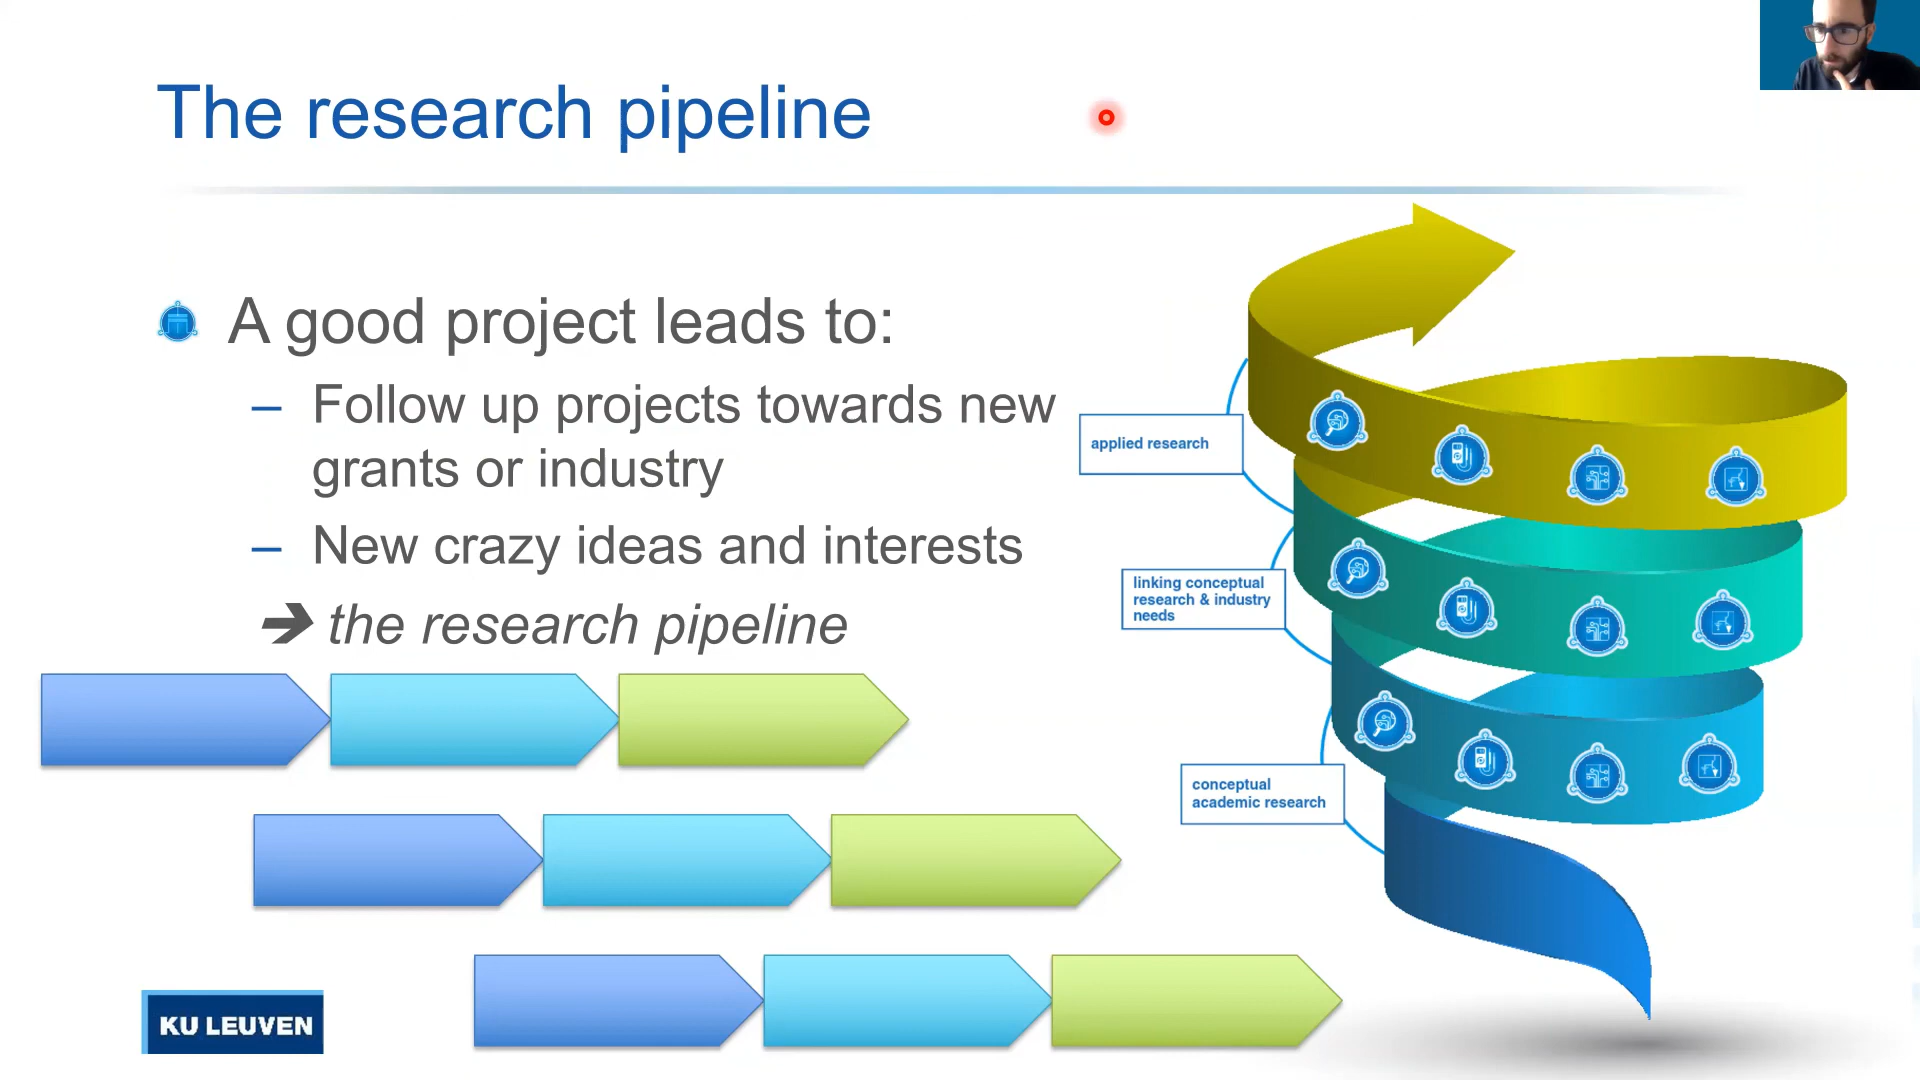 The research pipeline
A good project leads to:
– Follow up projects towards new
grants or industry
– New crazy ideas and interests
➔ the research pipeline
applied research
linking conceptual
research & industry
needs
conceptual
academic research
KU LEUVEN